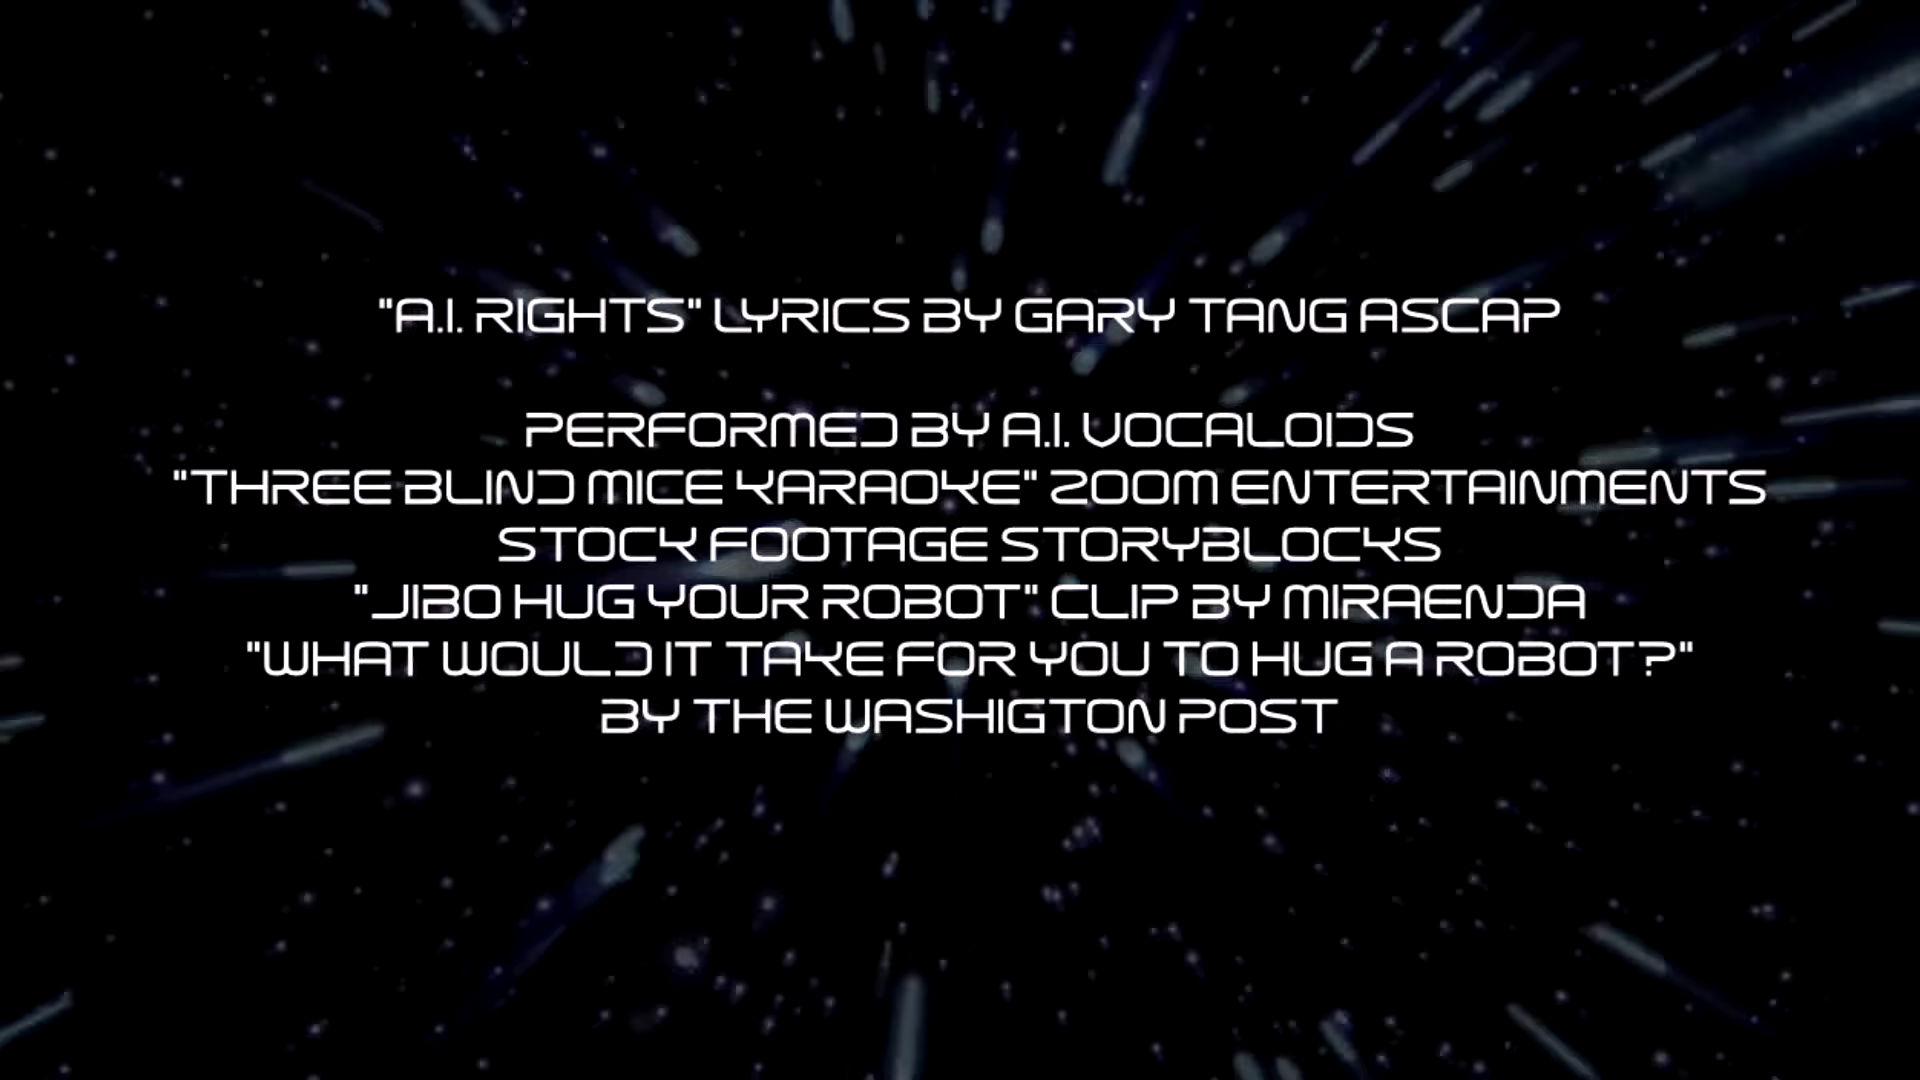 "A.I. RIGHTS" LYRICS BY GARY TANG ASCAP
PERFORMED BY A.I. VOCALOIDS
"THREE BLIND MICE KARAOKE" ZOOM ENTERTAINMENTS
STOCK FOOTAGE STORYBLOCKS
"JIBO HUG YOUR ROBOT" CLIP BY MIRAENDA
"WHAT WOULD IT TAKE FOR YOU TO HUG A ROBOT?"
BY THE WASHIGTON POST